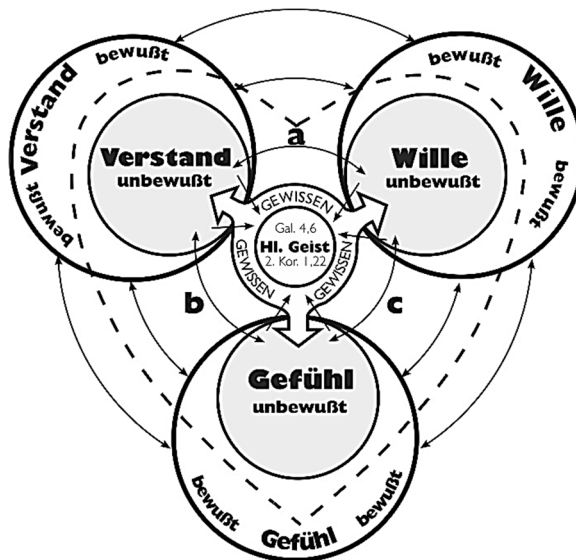 bewußt
Verstand
bewußt
Verstand
unbewußt
bewußt
Wille
bewußt
Wille
unbewußt
a
GEWISSEN
GEWISSEN
GEWISSEN
Gal. 4,6
Hl. Geist
2. Kor. 1,22
b
c
Gefühl
unbewußt
bewußt
Gefühl
bewußt